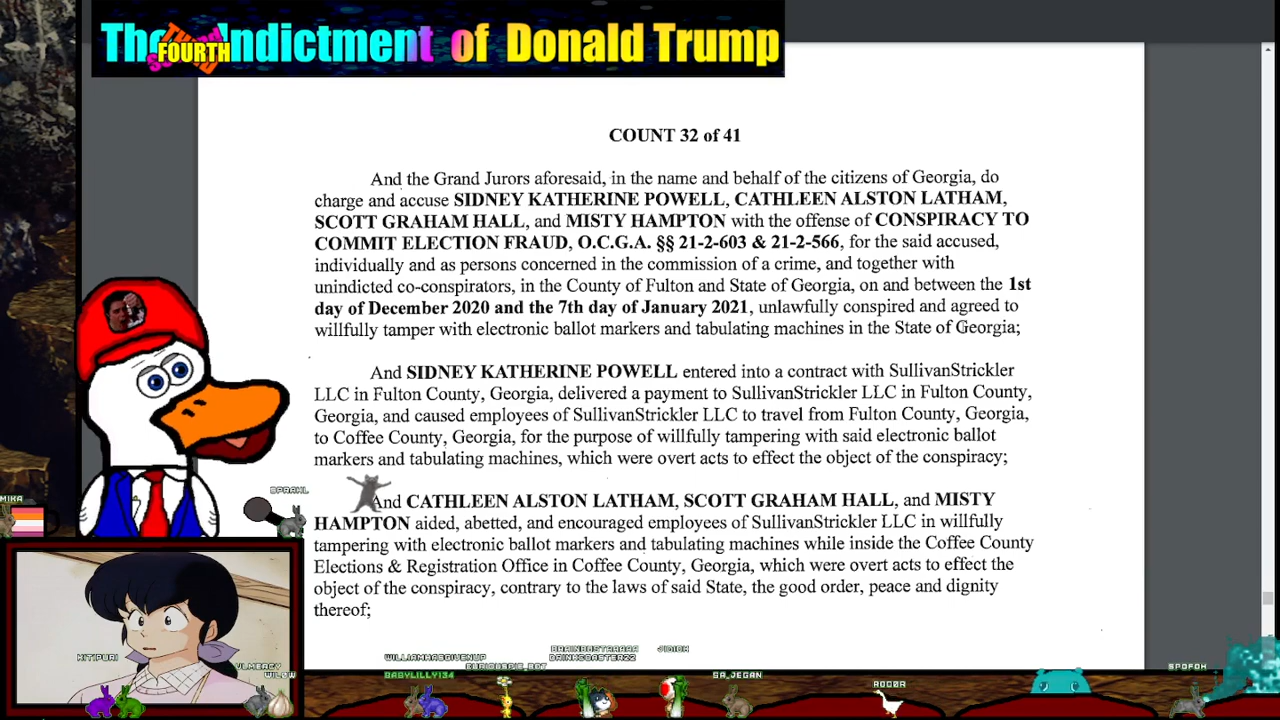 The Indictment of Donald Trump
FOURTH
COUNT 32 of 41
And the Grand Jurors aforesaid, in the name and behalf of the citizens of Georgia, do
charge and accuse SIDNEY KATHERINE POWELL, CATHLEEN ALSTON LATHAM,
SCOTT GRAHAM HALL, and MISTY HAMPTON with the offense of CONSPIRACY TO
COMMIT ELECTION FRAUD, O.C.G.A. §§ 21-2-603 & 21-2-566, for the said accused,
individually and as persons concerned in the commission of a crime, and together with
unindicted co-conspirators, in the County of Fulton and State of Georgia, on and between the 1st
day of December 2020 and the 7th day of January 2021, unlawfully conspired and agreed to
willfully tamper with electronic ballot markers and tabulating machines in the State of Georgia;
And SIDNEY KATHERINE POWELL entered into a contract with SullivanStrickler
LLC in Fulton County, Georgia, delivered a payment to SullivanStrickler LLC in Fulton County,
Georgia, and caused employees of SullivanStrickler LLC to travel from Fulton County, Georgia,
to Coffee County, Georgia, for the purpose of willfully tampering with said electronic ballot
markers and tabulating machines, which were overt acts to effect the object of the conspiracy;
And CATHLEEN ALSTON LATHAM, SCOTT GRAHAM HALL, and MISTY
HAMPTON aided, abetted, and encouraged employees of SullivanStrickler LLC in willfully
tampering with electronic ballot markers and tabulating machines while inside the Coffee County
Elections & Registration Office in Coffee County, Georgia, which were overt acts to effect the
object of the conspiracy, contrary to the laws of said State, the good order, peace and dignity
thereof;
MIKA
KITIPURI
VLMERCY
WILLIAMHASGIVENUP
BABYLILLY134
DRINKCOASTER22
SA_JEGAN
ROC0R
SPOFOK